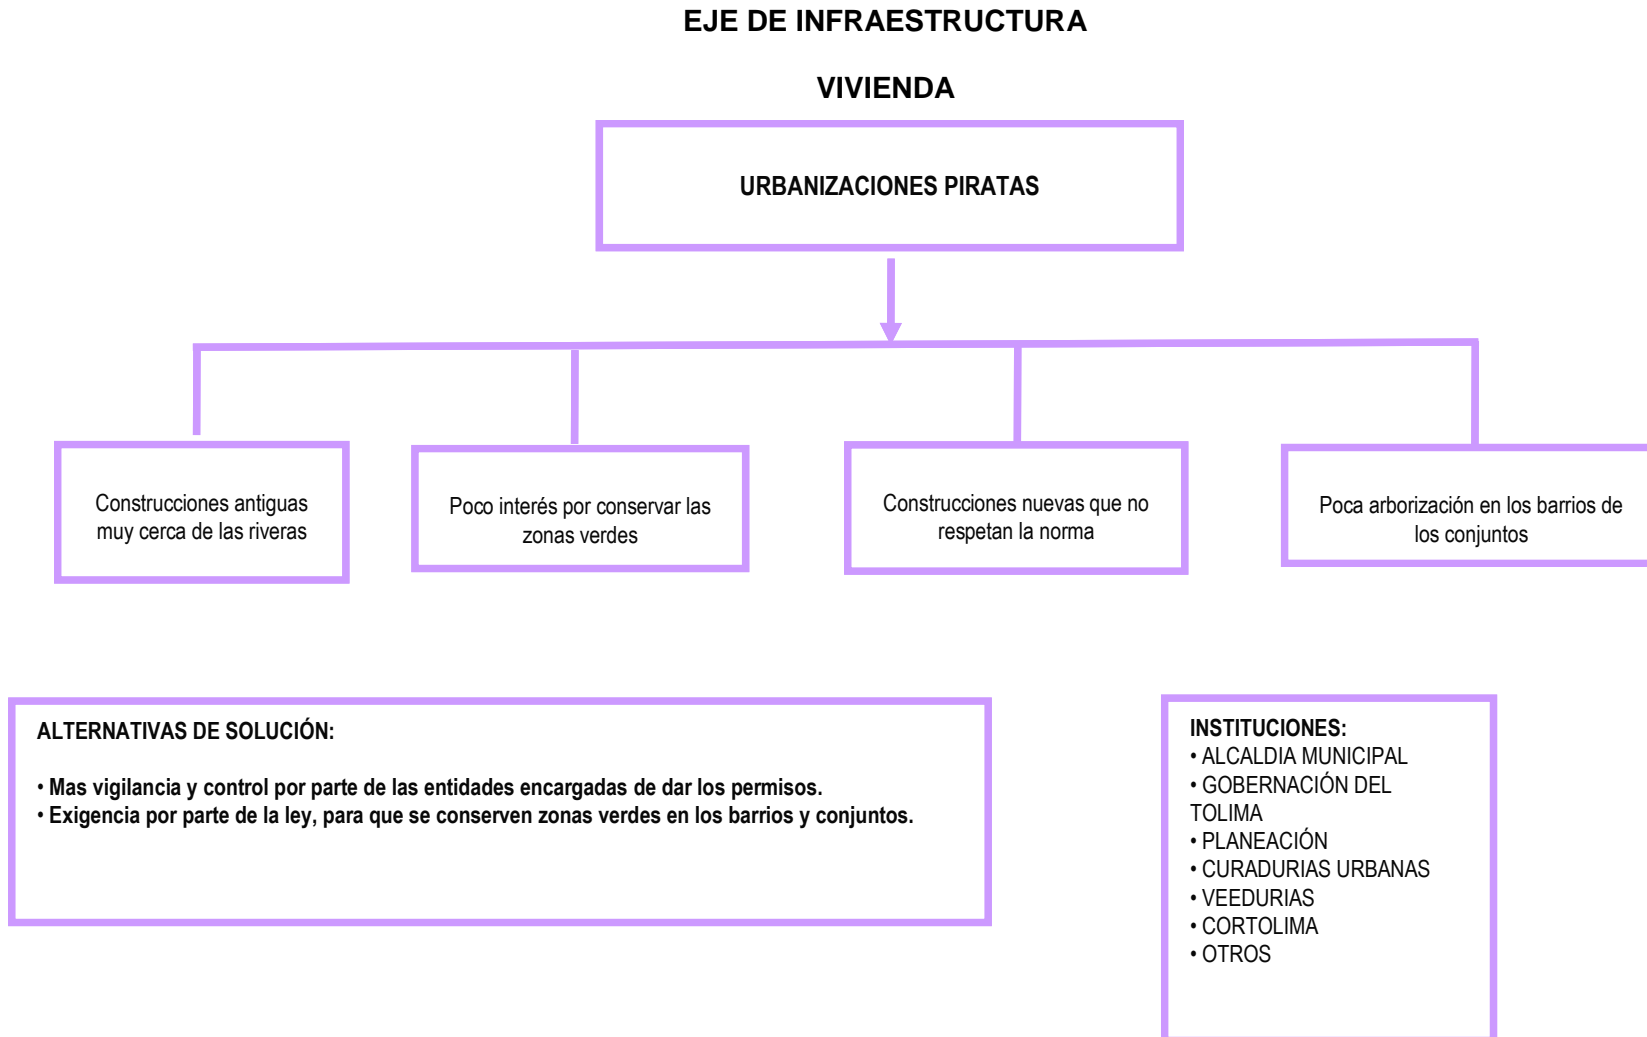 EJE DE INFRAESTRUCTURA
VIVIENDA
URBANIZACIONES PIRATAS
Construcciones antiguas
muy cerca de las riveras
Poco interés por conservar las
zonas verdes
Construcciones nuevas que no
respetan la norma
Poca arborización en los barrios de
los conjuntos
ALTERNATIVAS DE SOLUCIÓN:
• Mas vigilancia y control por parte de las entidades encargadas de dar los permisos.
• Exigencia por parte de la ley, para que se conserven zonas verdes en los barrios y conjuntos.
INSTITUCIONES:
• ALCALDIA MUNICIPAL
• GOBERNACIÓN DEL
TOLIMA
• PLANEACIÓN
• CURADURIAS URBANAS
• VEEDURIAS
• CORTOLIMA
• OTROS